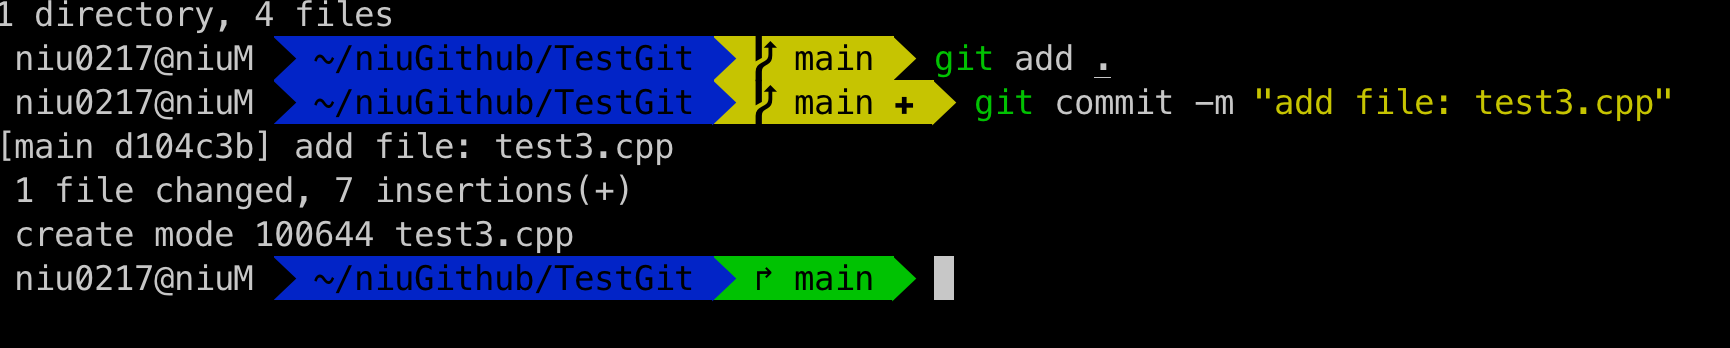 1 directory, 4 files
niu0217@niuM ~/niuGithub/TestGit main git add .
niu0217@niuM ~/niuGithub/TestGit main ✚ git commit -m "add file: test3.cpp"
[main d104c3b] add file: test3.cpp
1 file changed, 7 insertions(+)
create mode 100644 test3.cpp
niu0217@niuM ~/niuGithub/TestGit ↱ main